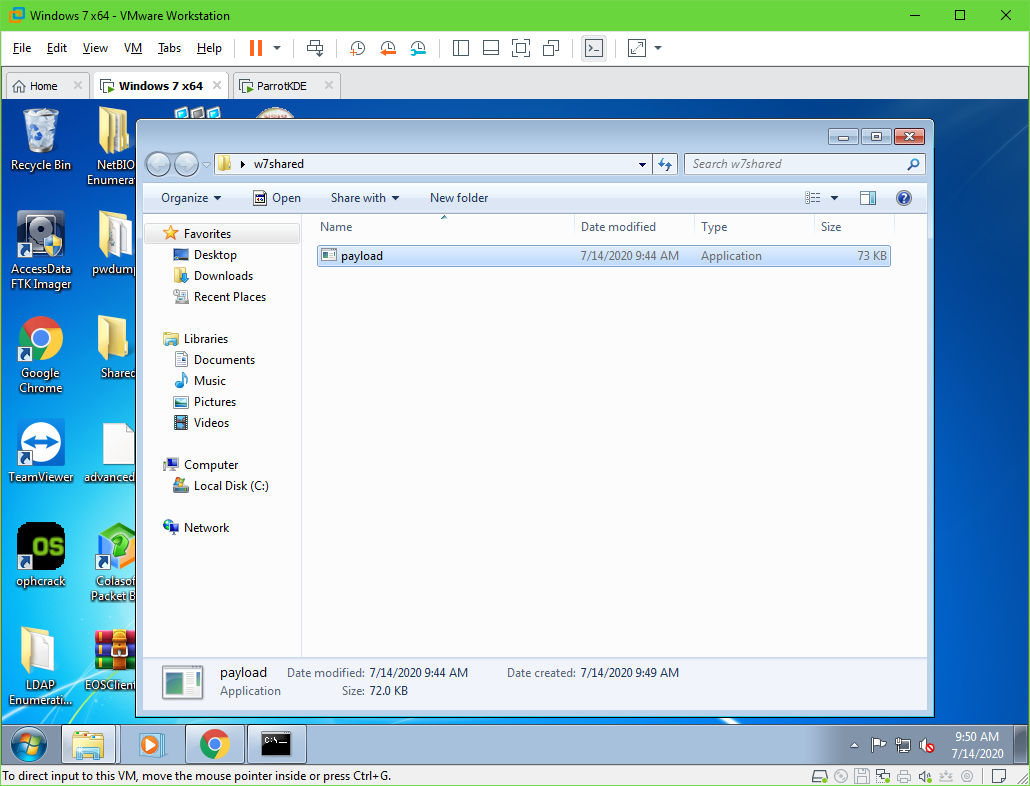 Windows 7 x64 - VMware Workstation
File Edit View VM Tabs Help
Home Windows 7 x64 ParrotKDE
Recycle Bin
NetBIO
Enumerat
AccessData
FTK Imager
pwdump
Google
Chrome
Shared
TeamViewer
advanced
ophcrack
OS
Colasof
Packet B
LDAP
Enumerati...
EOSClien
w7shared
Search w7shared
Organize Open Share with New folder
Favorites
Desktop
Downloads
Recent Places
Libraries
Documents
Music
Pictures
Videos
Computer
Local Disk (C:)
Network
Name Date modified Type Size
payload 7/14/2020 9:44 AM Application 73 KB
payload Date modified: 7/14/2020 9:44 AM Date created: 7/14/2020 9:49 AM
Application Size: 72.0 KB
C:\
9:50 AM
7/14/2020
To direct input to this VM, move the mouse pointer inside or press Ctrl+G.